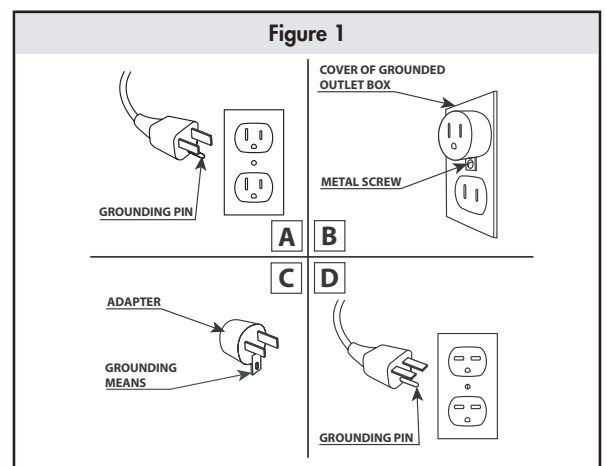 Figure 1
COVER OF GROUNDED
OUTLET BOX
METAL SCREW
GROUNDING PIN
A
B
C
D
ADAPTER
GROUNDING
MEANS
GROUNDING PIN